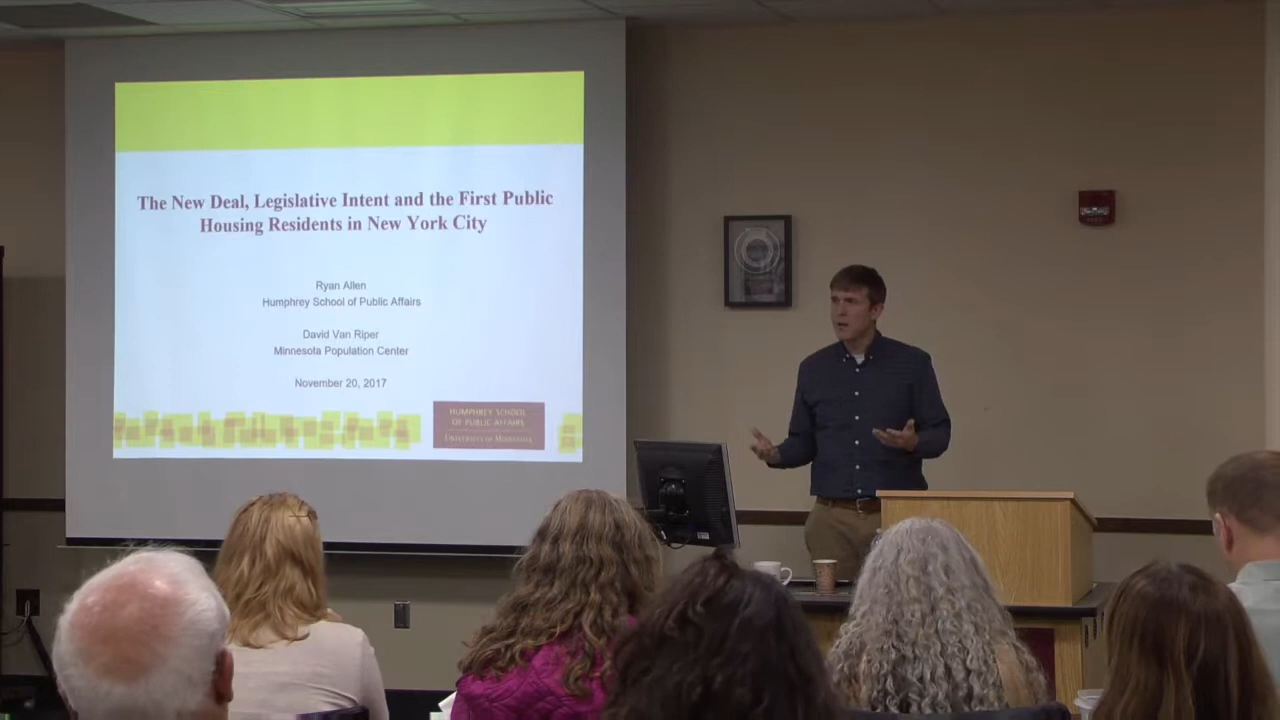 The New Deal, Legislative Intent and the First Public
Housing Residents in New York City
Ryan Allen
Humphrey School of Public Affairs
David Van Riper
Minnesota Population Center
November 20, 2017
HUMPHREY SCHOOL
OF PUBLIC AFFAIRS
UNIVERSITY OF MINNESOTA